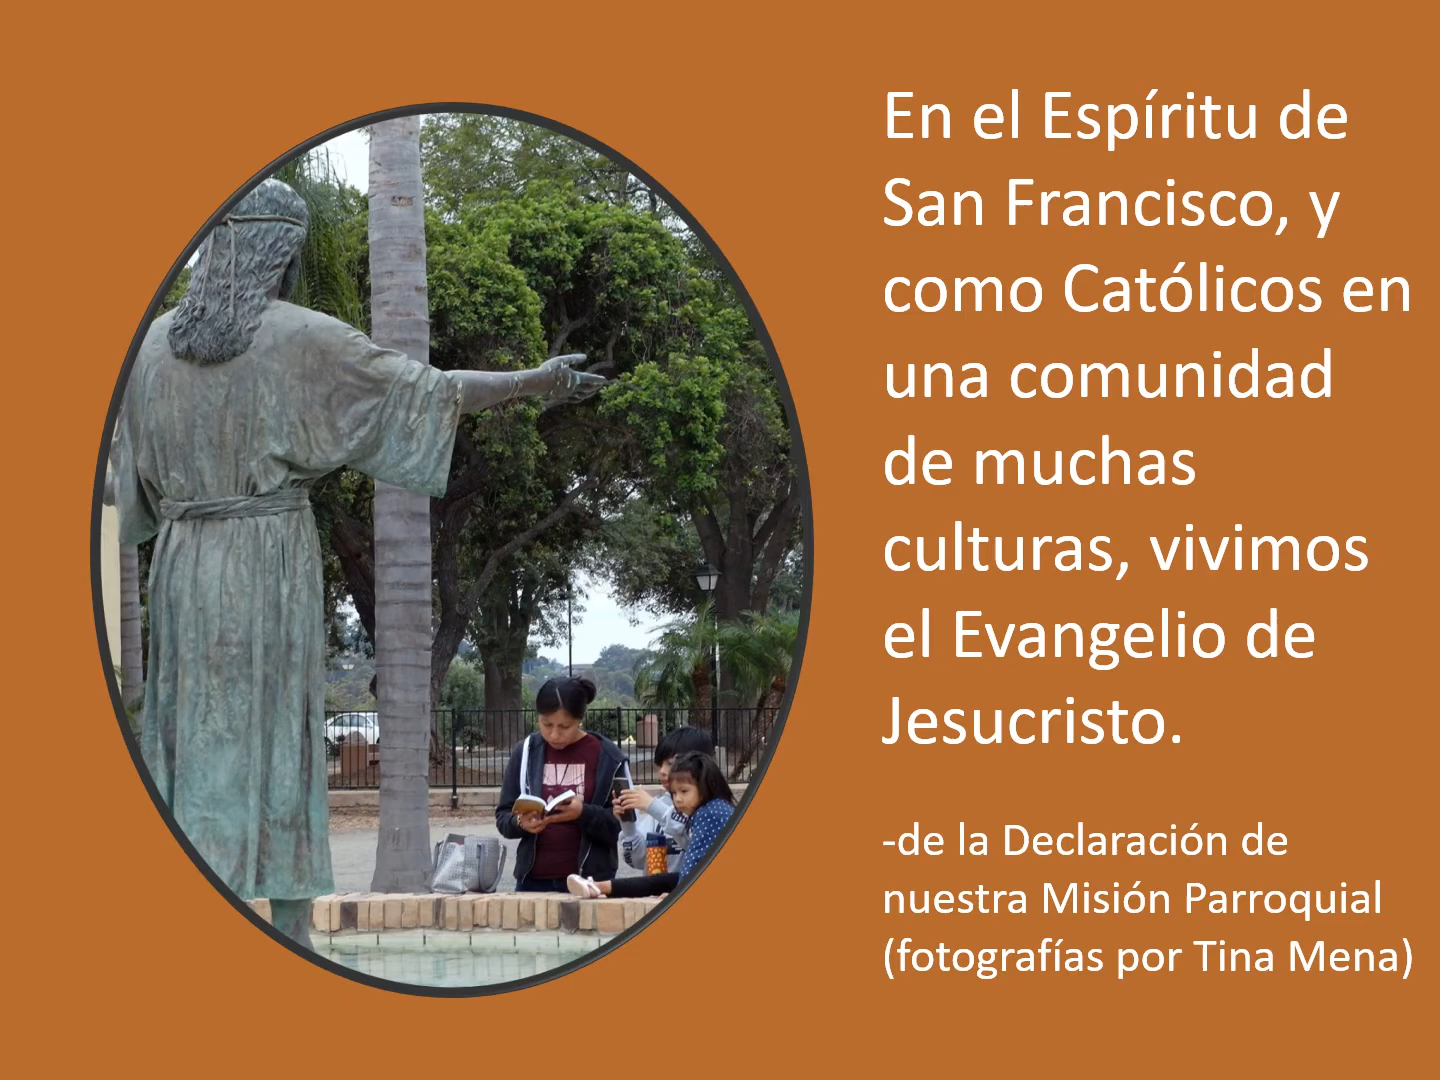 En el Espíritu de
San Francisco, y
como Católicos en
una comunidad
de muchas
culturas, vivimos
el Evangelio de
Jesucristo.
-de la Declaración de
nuestra Misión Parroquial
(fotografías por Tina Mena)